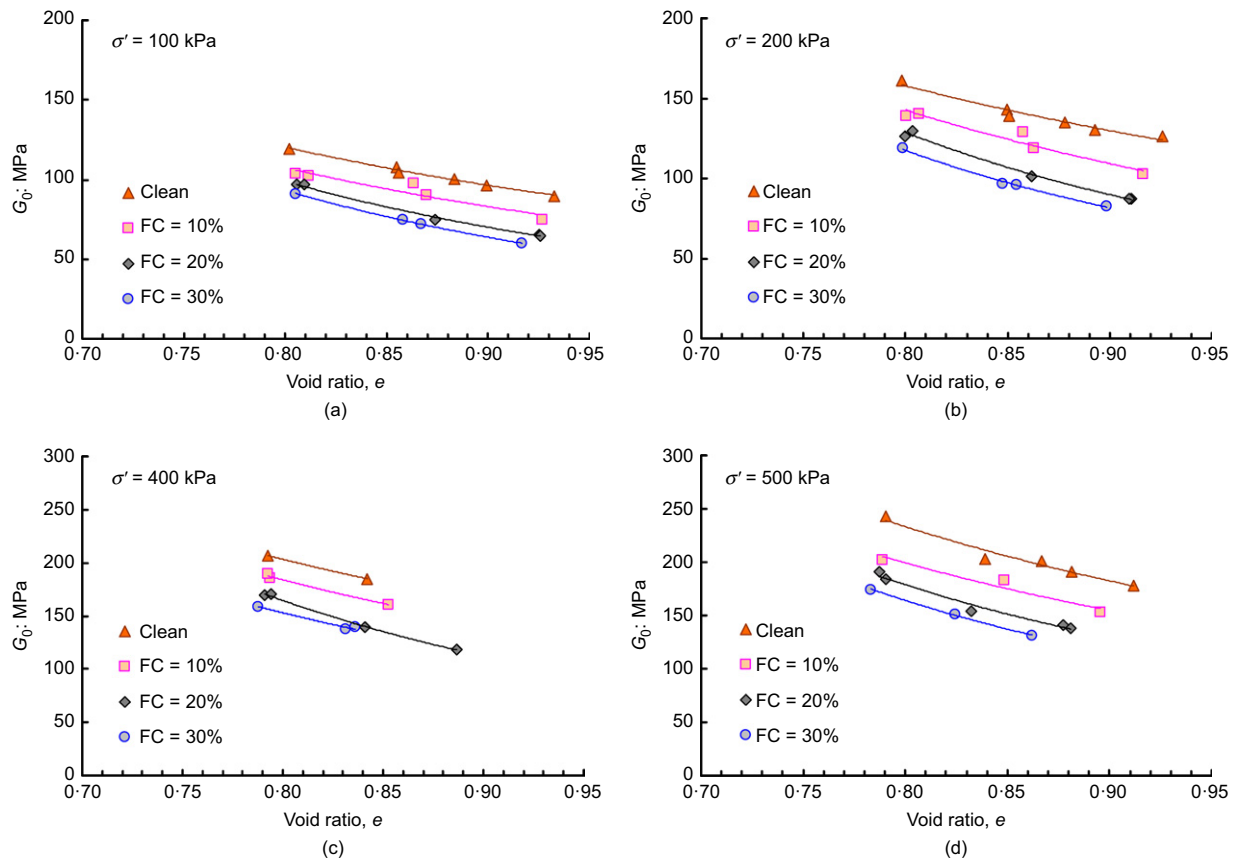 200
150
100
50
0
G₀: MPa
σ′ = 100 kPa
Clean
FC = 10%
FC = 20%
FC = 30%
0·70 0·75 0·80 0·85 0·90 0·95
Void ratio, e
(a)
200
150
100
50
0
G₀: MPa
σ′ = 200 kPa
Clean
FC = 10%
FC = 20%
FC = 30%
0·70 0·75 0·80 0·85 0·90 0·95
Void ratio, e
(b)
300
250
200
150
100
50
0
G₀: MPa
σ′ = 400 kPa
Clean
FC = 10%
FC = 20%
FC = 30%
0·70 0·75 0·80 0·85 0·90 0·95
Void ratio, e
(c)
300
250
200
150
100
50
0
G₀: MPa
σ′ = 500 kPa
Clean
FC = 10%
FC = 20%
FC = 30%
0·70 0·75 0·80 0·85 0·90 0·95
Void ratio, e
(d)